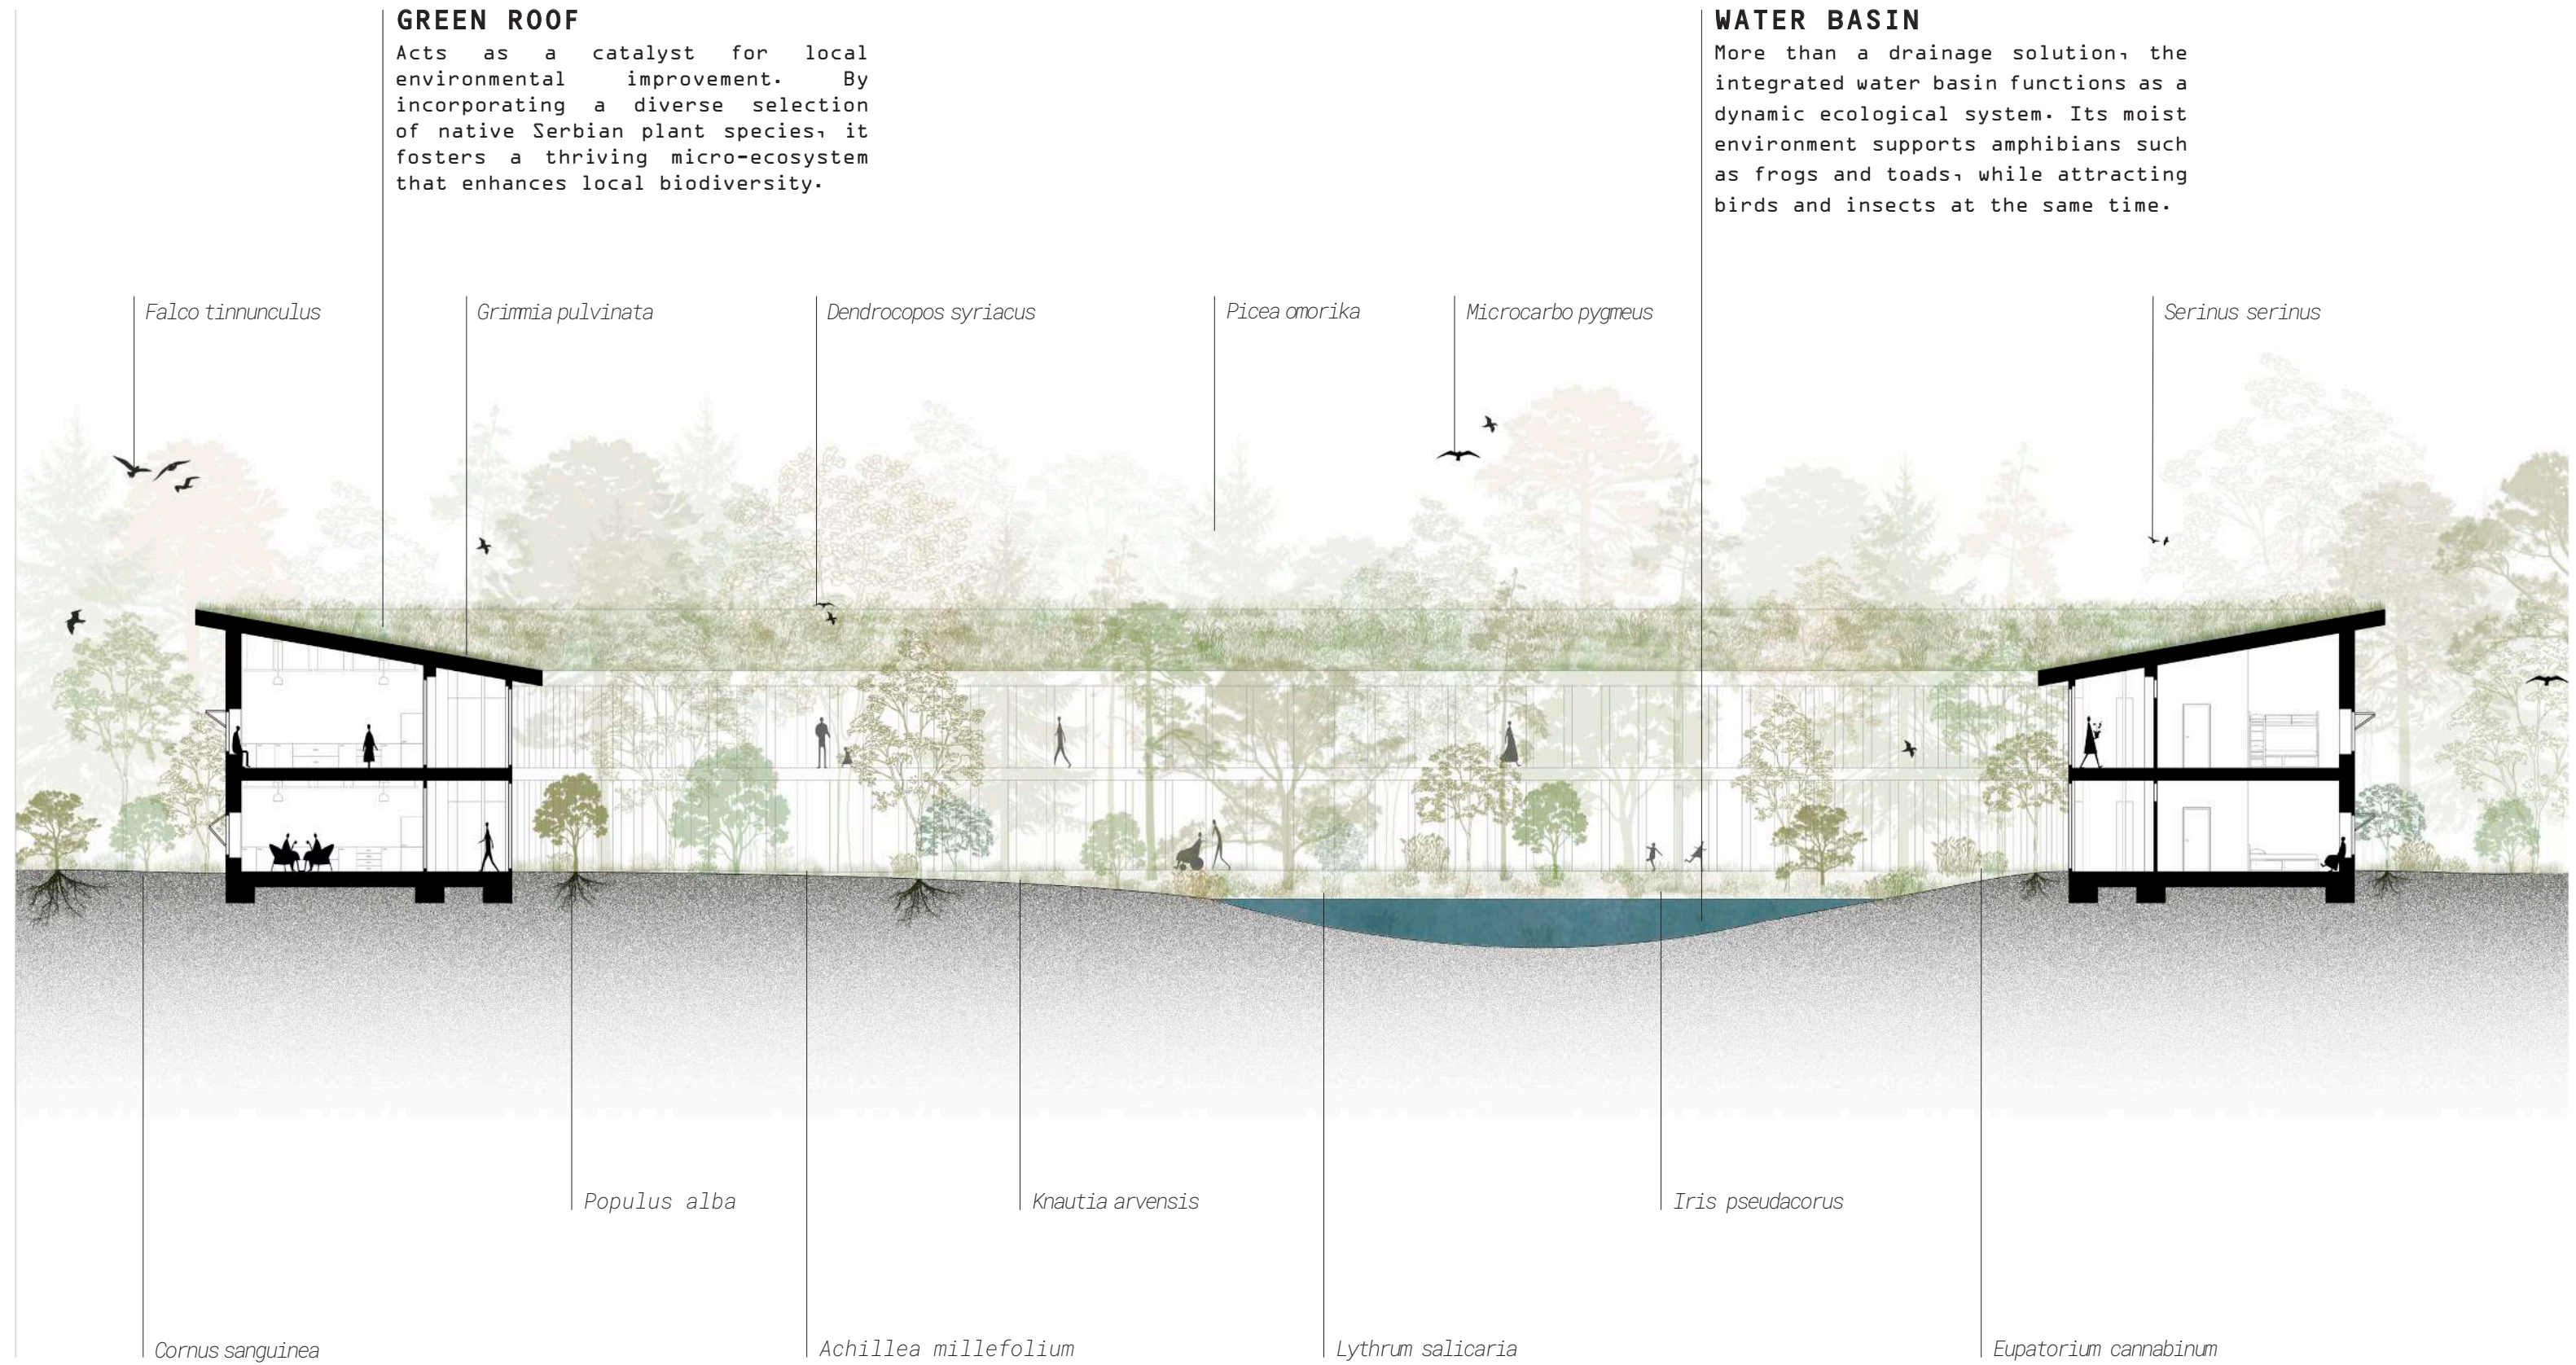 GREEN ROOF
Acts as a catalyst for local
environmental improvement. By
incorporating a diverse selection
of native Serbian plant species, it
fosters a thriving micro-ecosystem
that enhances local biodiversity.
WATER BASIN
More than a drainage solution, the
integrated water basin functions as a
dynamic ecological system. Its moist
environment supports amphibians such
as frogs and toads, while attracting
birds and insects at the same time.
Falco tinnunculus
Grimmia pulvinata
Dendrocopos syriacus
Picea omorika
Microcarbo pygmeus
Serinus serinus
Populus alba
Knautia arvensis
Iris pseudacorus
Cornus sanguinea
Achillea millefolium
Lythrum salicaria
Eupatorium cannabinum